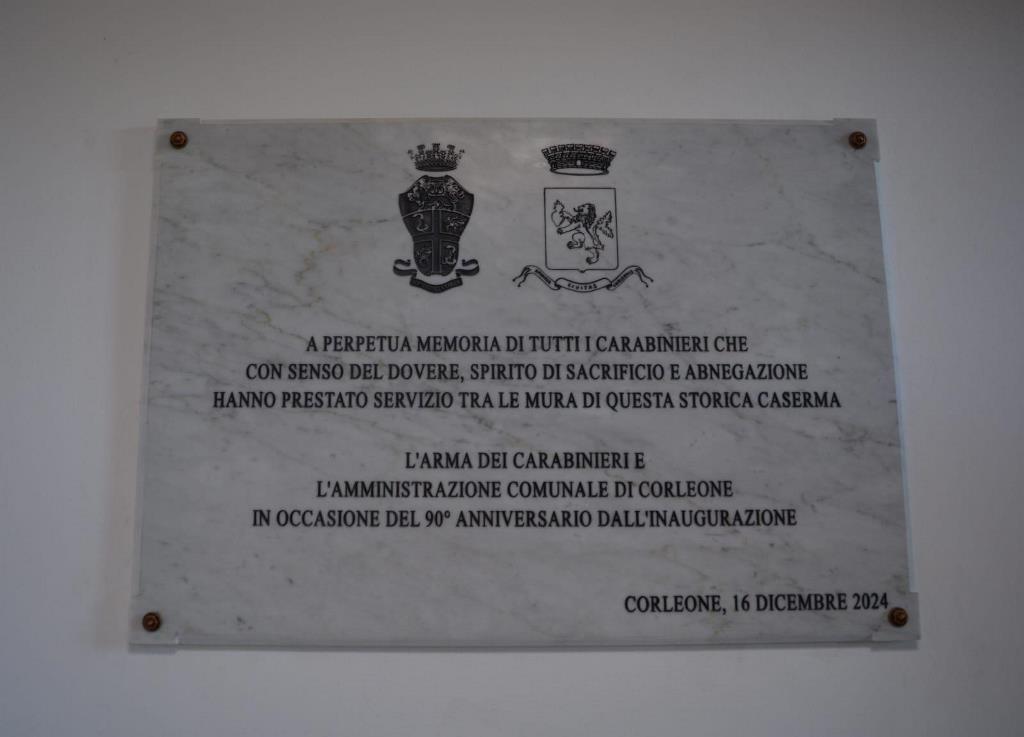 CIVITAS
A PERPETUA MEMORIA DI TUTTI I CARABINIERI CHE
CON SENSO DEL DOVERE, SPIRITO DI SACRIFICIO E ABNEGAZIONE
HANNO PRESTATO SERVIZIO TRA LE MURA DI QUESTA STORICA CASERMA
L'ARMA DEI CARABINIERI E
L'AMMINISTRAZIONE COMUNALE DI CORLEONE
IN OCCASIONE DEL 90° ANNIVERSARIO DALL'INAUGURAZIONE
CORLEONE, 16 DICEMBRE 2024